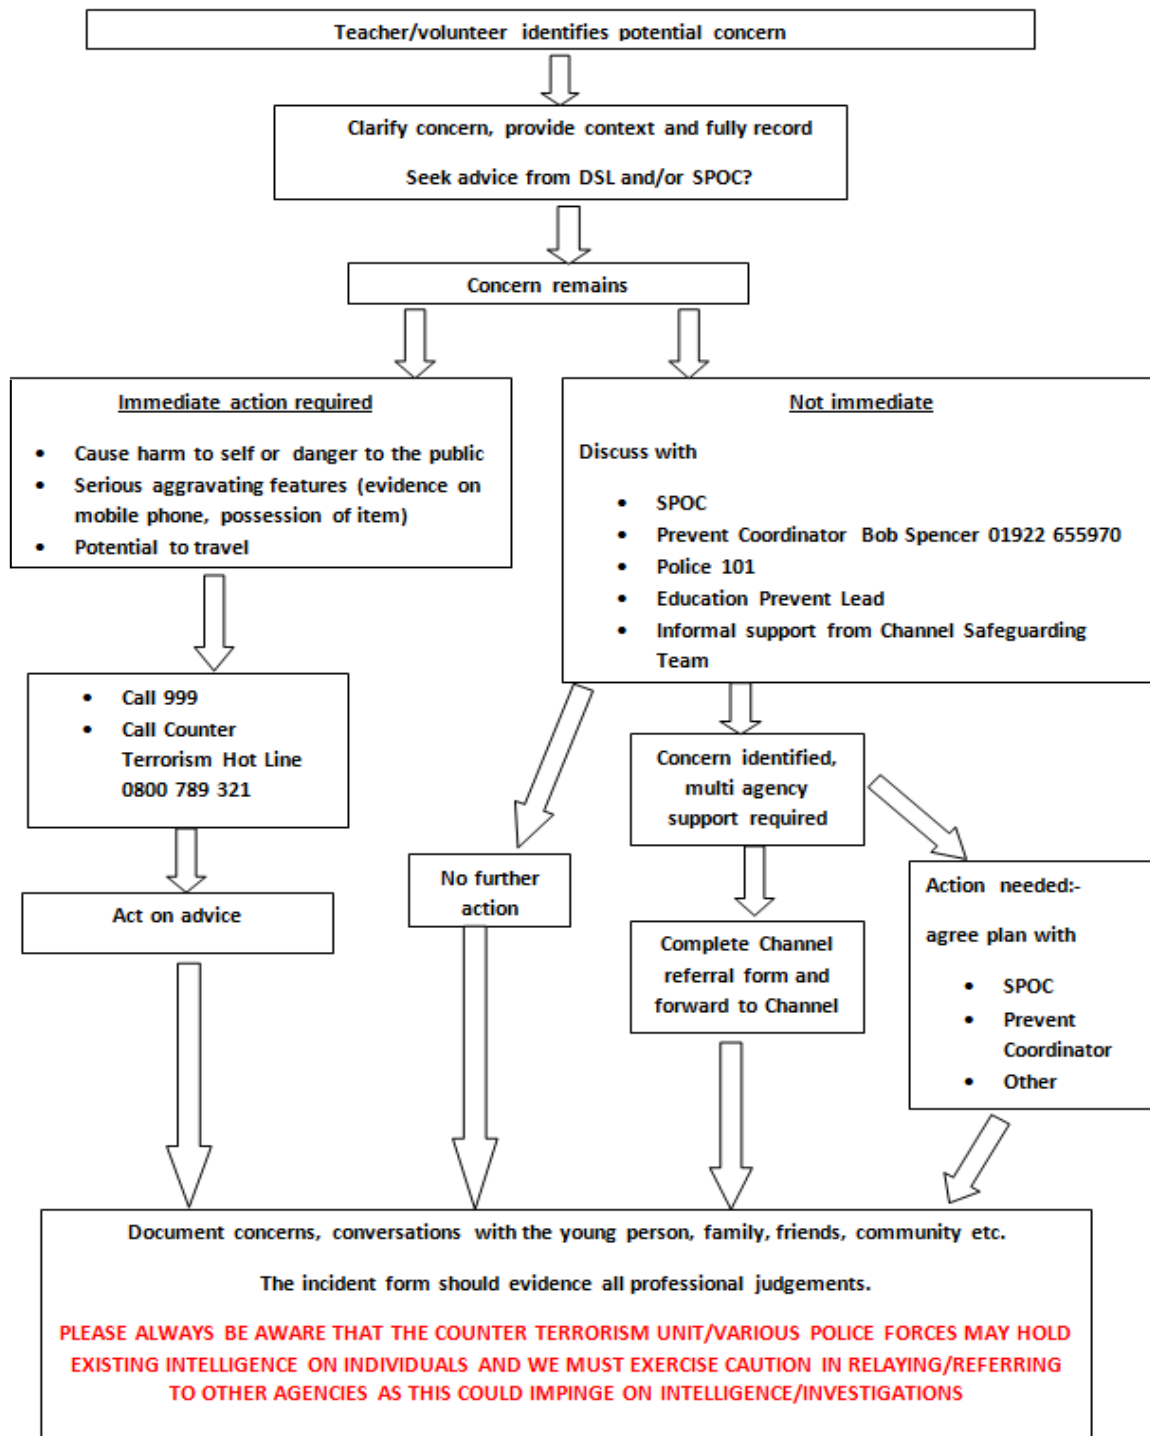 Teacher/volunteer identifies potential concern
Clarify concern, provide context and fully record
Seek advice from DSL and/or SPOC?
Concern remains
Immediate action required
• Cause harm to self or danger to the public
• Serious aggravating features (evidence on
mobile phone, possession of item)
• Potential to travel
Not immediate
Discuss with
• SPOC
• Prevent Coordinator Bob Spencer 01922 655970
• Police 101
• Education Prevent Lead
• Informal support from Channel Safeguarding
Team
• Call 999
• Call Counter
Terrorism Hot Line
0800 789 321
Concern identified,
multi agency
support required
Act on advice
No further
action
Complete Channel
referral form and
forward to Channel
Action needed:-
agree plan with
• SPOC
• Prevent
Coordinator
• Other
Document concerns, conversations with the young person, family, friends, community etc.
The incident form should evidence all professional judgements.
PLEASE ALWAYS BE AWARE THAT THE COUNTER TERRORISM UNIT/VARIOUS POLICE FORCES MAY HOLD
EXISTING INTELLIGENCE ON INDIVIDUALS AND WE MUST EXERCISE CAUTION IN RELAYING/REFERRING
TO OTHER AGENCIES AS THIS COULD IMPINGE ON INTELLIGENCE/INVESTIGATIONS